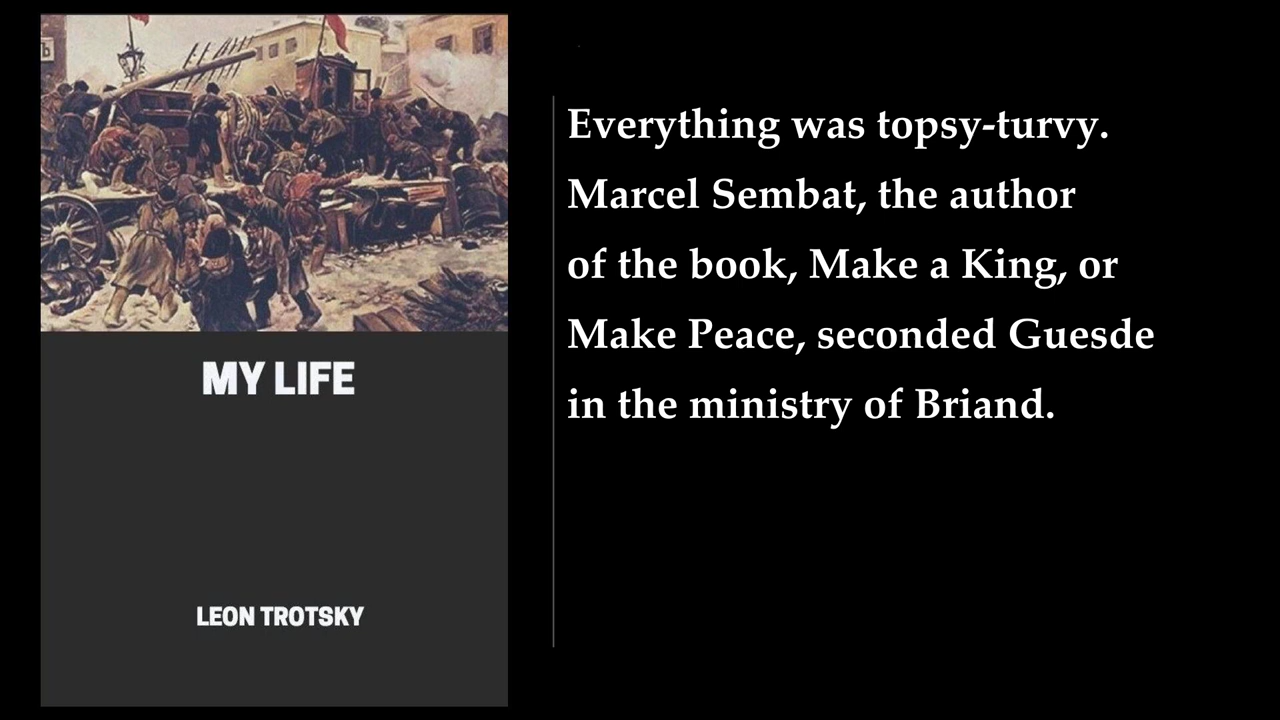 MY LIFE
LEON TROTSKY
Everything was topsy-turvy.
Marcel Sembat, the author
of the book, Make a King, or
Make Peace, seconded Guesde
in the ministry of Briand.